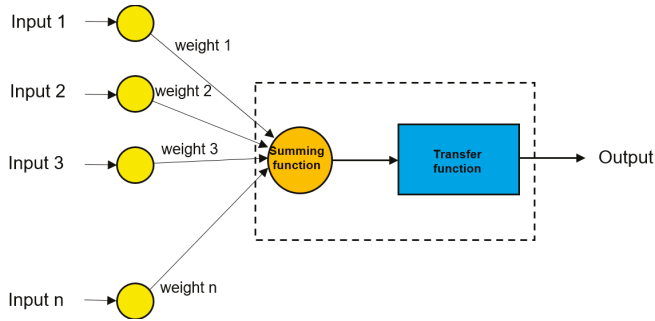 Input 1
weight 1
Input 2
weight 2
Input 3
weight 3
Summing
function
Transfer
function
Output
Input n
weight n